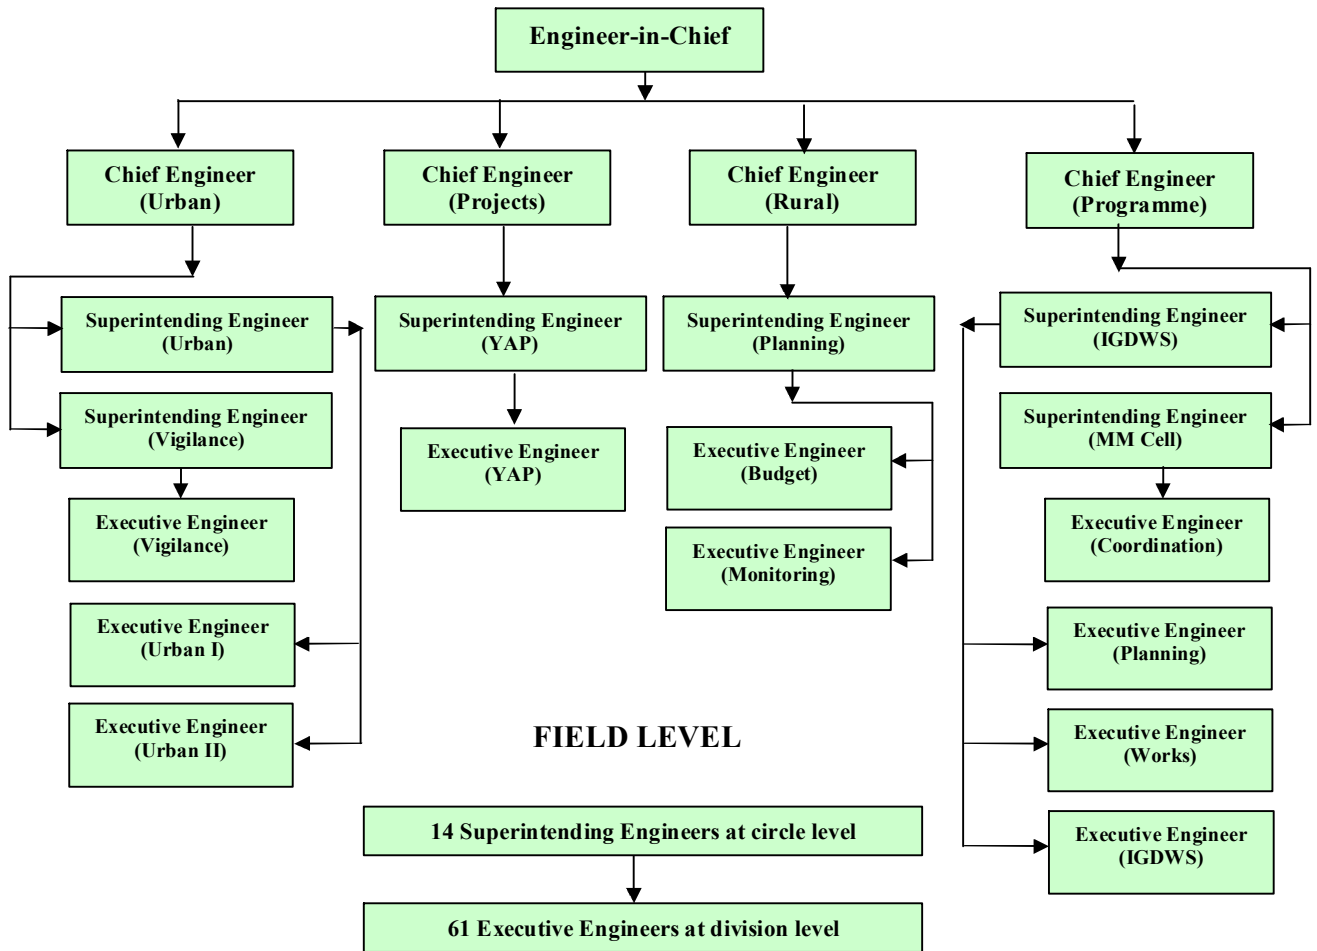 Engineer-in-Chief
Chief Engineer
(Urban)
Chief Engineer
(Projects)
Chief Engineer
(Rural)
Chief Engineer
(Programme)
Superintending Engineer
(Urban)
Superintending Engineer
(YAP)
Superintending Engineer
(Planning)
Superintending Engineer
(IGDWS)
Superintending Engineer
(Vigilance)
Executive Engineer
(YAP)
Executive Engineer
(Budget)
Superintending Engineer
(MM Cell)
Executive Engineer
(Vigilance)
Executive Engineer
(Monitoring)
Executive Engineer
(Coordination)
Executive Engineer
(Urban I)
Executive Engineer
(Planning)
Executive Engineer
(Urban II)
FIELD LEVEL
Executive Engineer
(Works)
14 Superintending Engineers at circle level
Executive Engineer
(IGDWS)
61 Executive Engineers at division level